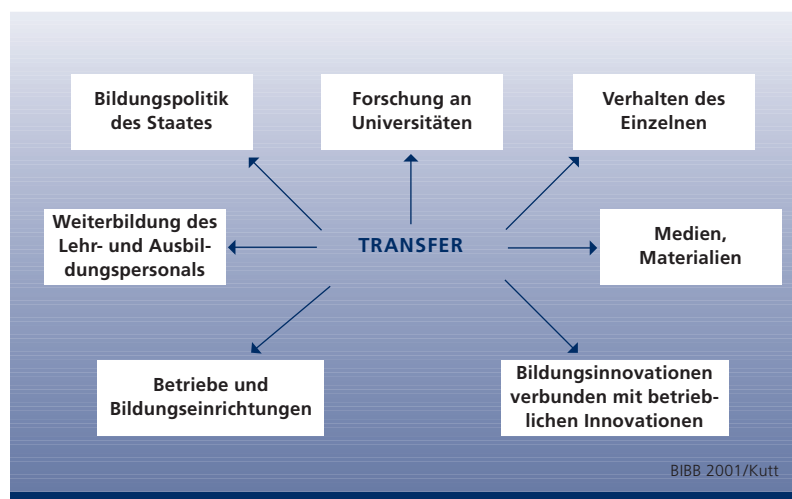 Bildungspolitik
des Staates
Forschung an
Universitäten
Verhalten des
Einzelnen
Weiterbildung des
Lehr- und Ausbil-
dungspersonals
TRANSFER
Medien,
Materialien
Betriebe und
Bildungseinrichtungen
Bildungsinnovationen
verbunden mit betrieb-
lichen Innovationen
BIBB 2001/Kutt